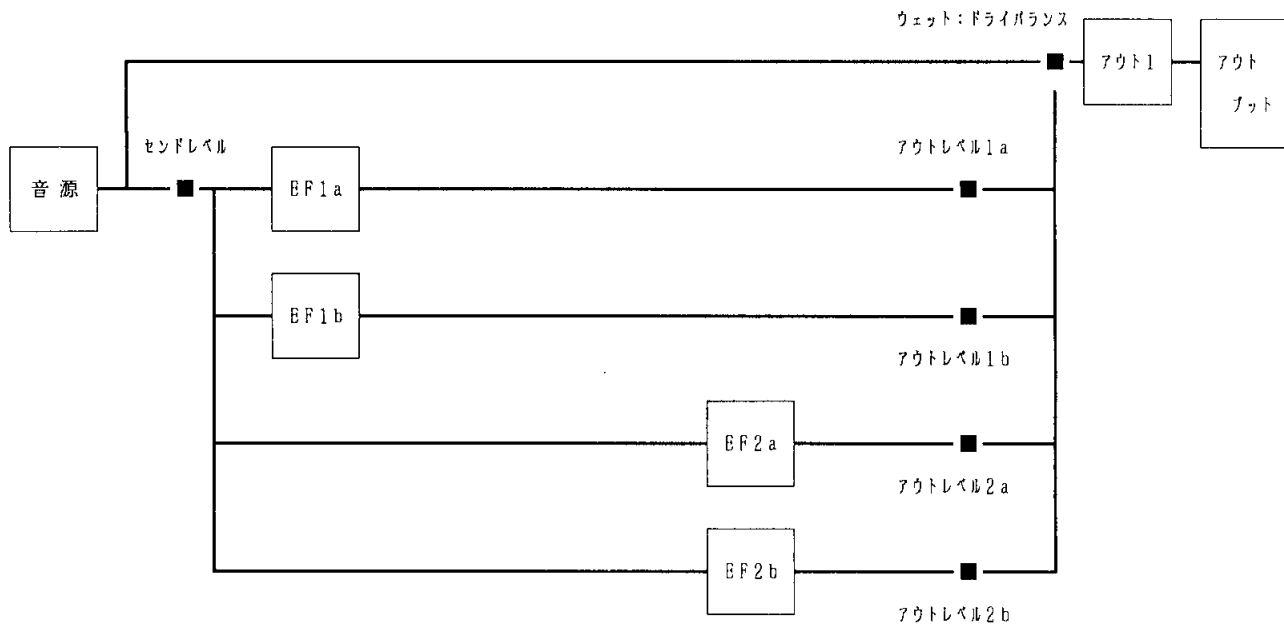 ウェット：ドライバランス
アウト1
アウト
プット
センドレベル
アウトレベル1a
音源
EF1a
EF1b
アウトレベル1b
EF2a
アウトレベル2a
EF2b
アウトレベル2b